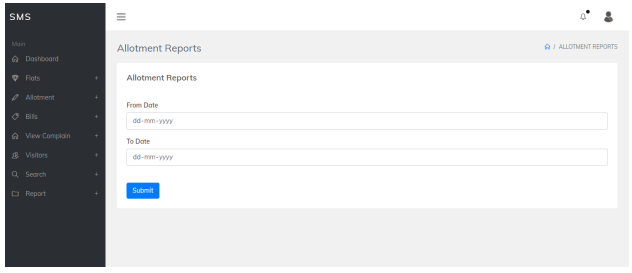 SMS
Main
Dashboard
Flats +
Allotment +
Bills +
View Complain +
Visitors +
Search +
Report +
Allotment Reports
/ ALLOTMENT REPORTS
Allotment Reports
From Date
dd-mm-yyyy
To Date
dd-mm-yyyy
Submit